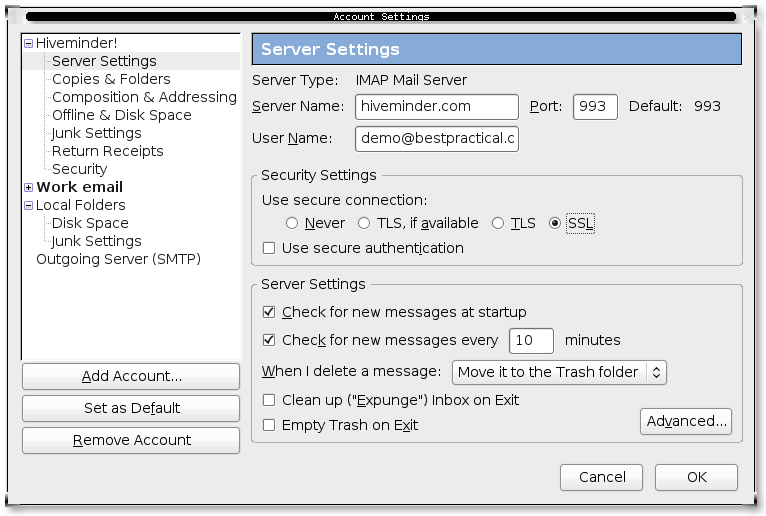 Account Settings
Hiveminder!
Server Settings
Copies & Folders
Composition & Addressing
Offline & Disk Space
Junk Settings
Return Receipts
Security
Work email
Local Folders
Disk Space
Junk Settings
Outgoing Server (SMTP)
Add Account...
Set as Default
Remove Account
Server Settings
Server Type: IMAP Mail Server
Server Name: hiveminder.com Port: 993 Default: 993
User Name: demo@bestpractical.c
Security Settings
Use secure connection:
Never TLS, if available TLS SSL
Use secure authentication
Server Settings
Check for new messages at startup
Check for new messages every 10 minutes
When I delete a message: Move it to the Trash folder
Clean up ("Expunge") Inbox on Exit
Empty Trash on Exit
Advanced...
Cancel OK